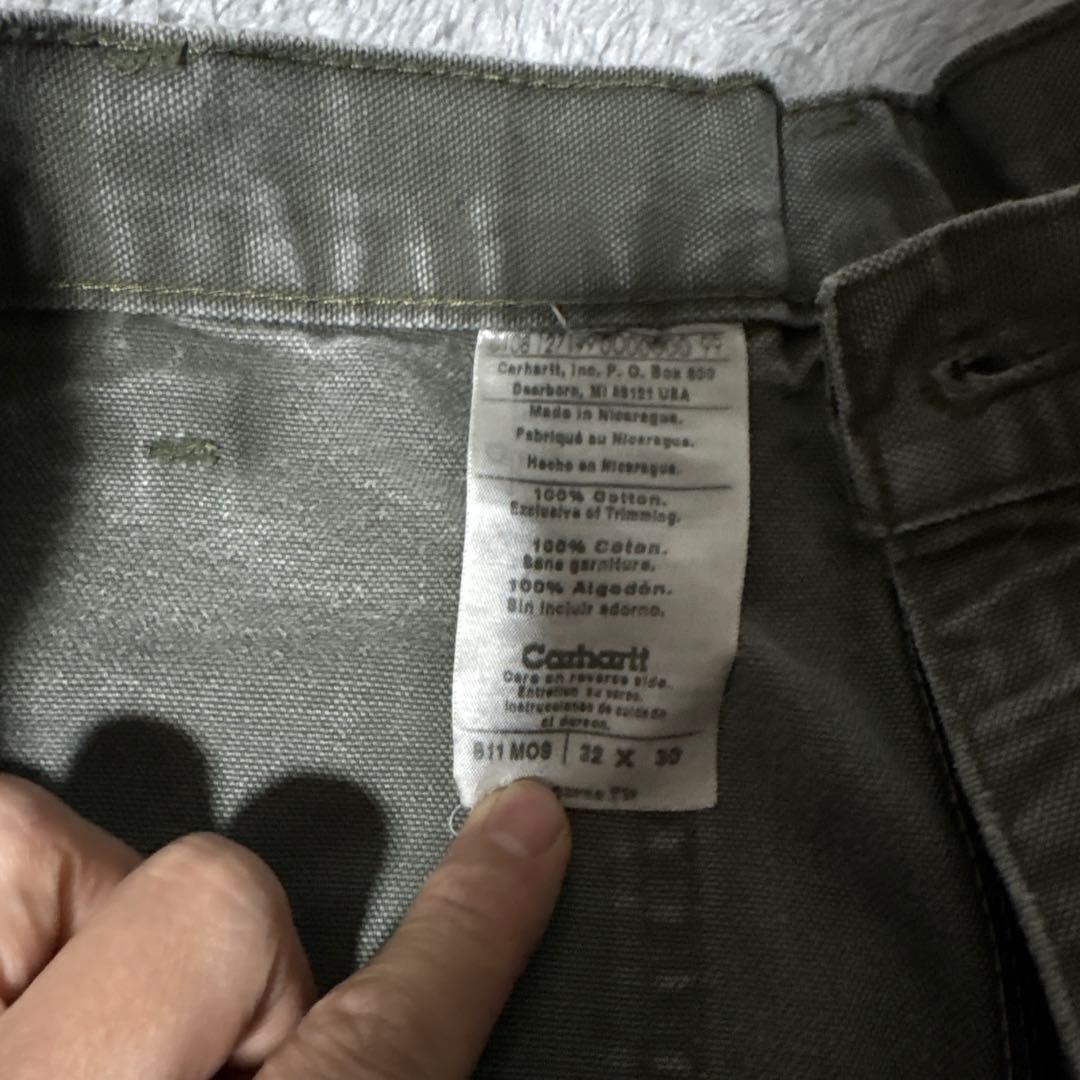 Carhartt, Inc. P. O. Box 600
Dearborn, MI 48121 USA
Made in Nicaragua.
Fabriqué au Nicaragua.
Hecho en Nicaragua.
100% Cotton.
Exclusive of Trimming.
100% Coton.
Sans garniture.
100% Algodón.
Sin incluir adorno.
Carhartt
Care on reverse side.
Entretien au verso.
Instrucciones de cuidado
al dorso.
B11 MOS | 32 X 30